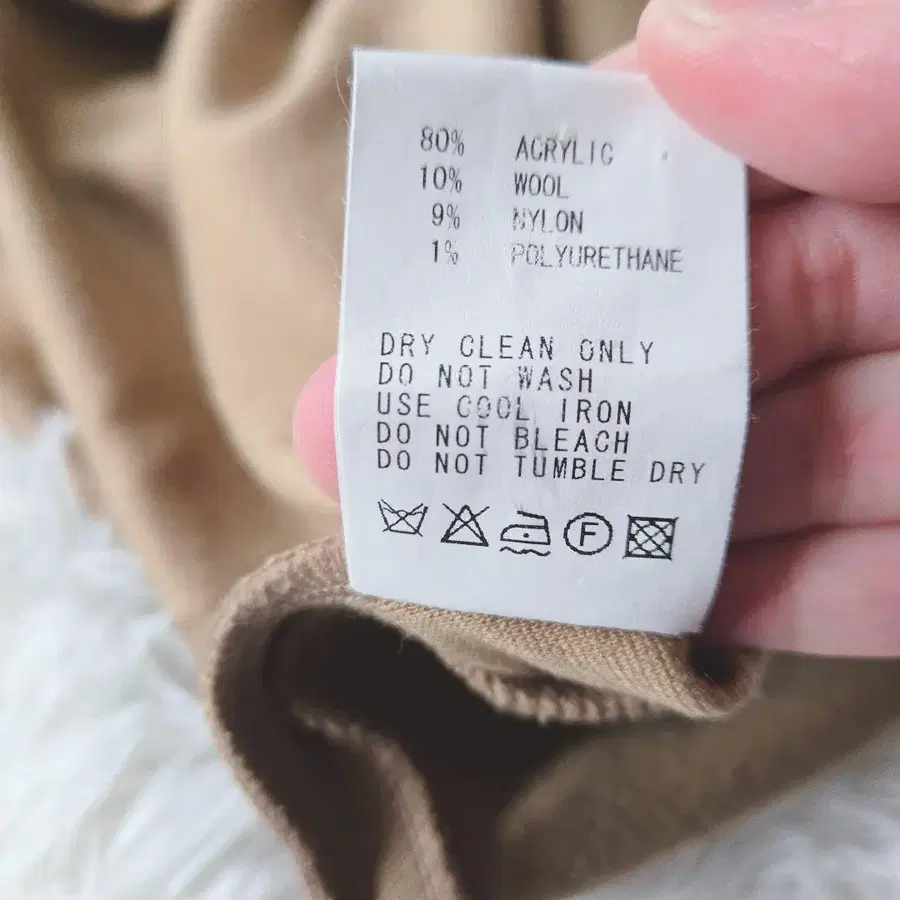 80% ACRYLIC
10% WOOL
9% NYLON
1% POLYURETHANE
DRY CLEAN ONLY
DO NOT WASH
USE COOL IRON
DO NOT BLEACH
DO NOT TUMBLE DRY
F